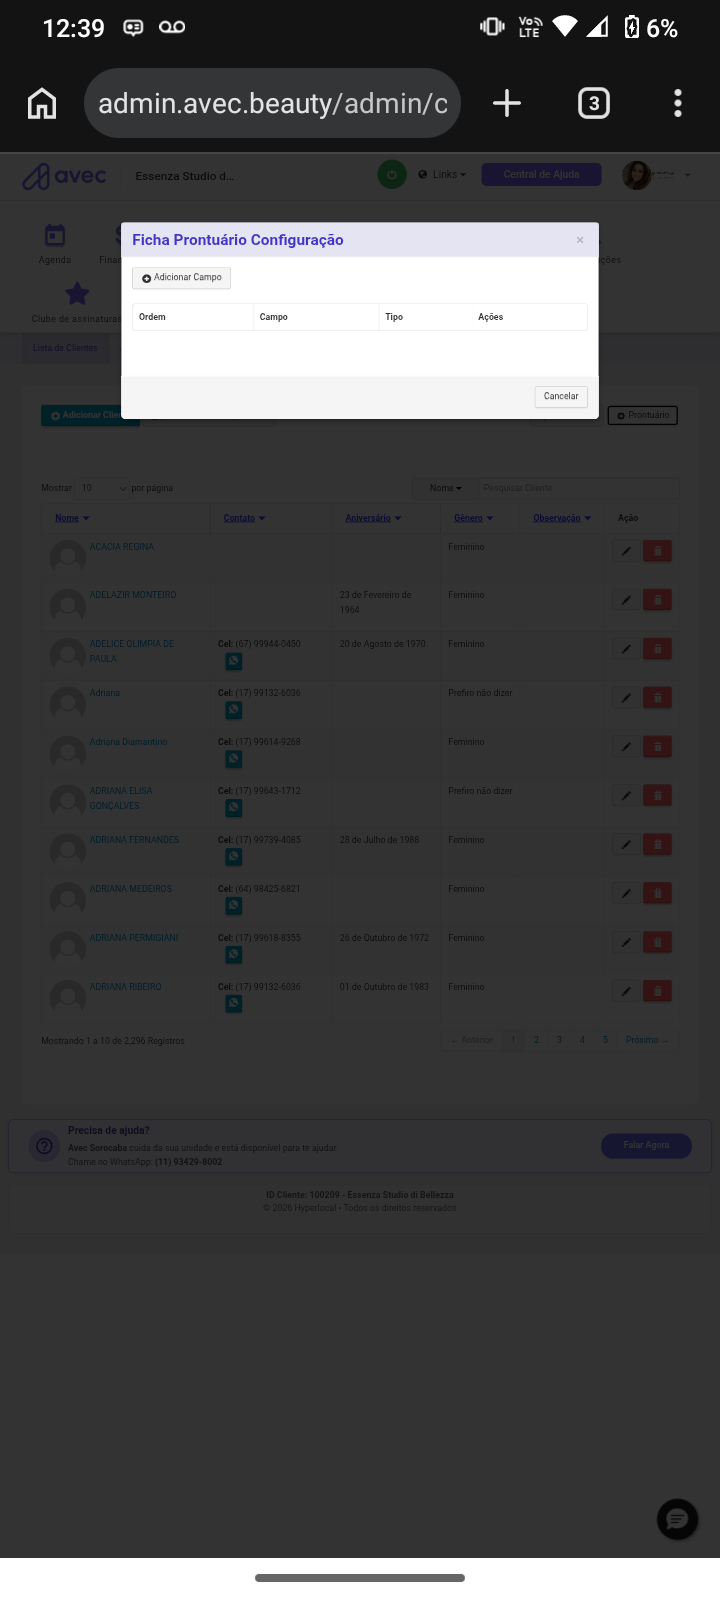 12:39
Vo LTE
6%
admin.avec.beauty/admin/c
3
avec
Essenza Studio d...
Links
Central de Ajuda
Ficha Prontuário Configuração
×
Agenda
Adicionar Campo
Ordem Campo Tipo Ações
Clube de assinaturas
Lista de Clientes
Cancelar
Prontuário
Mostrar 10 por página
Nome
Pesquisar Cliente
Nome Contato Aniversário Gênero Observação Ação
ACACIA REGINA Feminino
ADELAZIR MONTEIRO 23 de Fevereiro de Feminino
1964
ADELICE OLIMPIA DE Cel: (67) 99944-0450 20 de Agosto de 1970 Feminino
PAULA
Adriana Cel: (17) 99132-6036 Prefiro não dizer
Adriana Diamantino Cel: (17) 99614-9268 Feminino
ADRIANA ELISA Cel: (17) 99643-1712 Prefiro não dizer
GONÇALVES
ADRIANA FERNANDES Cel: (17) 99739-4085 28 de Julho de 1988 Feminino
ADRIANA MEDEIROS Cel: (64) 98425-6821 Feminino
ADRIANA PERMIGIANI Cel: (17) 99618-8355 26 de Outubro de 1972 Feminino
ADRIANA RIBEIRO Cel: (17) 99132-6036 01 de Outubro de 1983 Feminino
Mostrando 1 a 10 de 2,296 Registros
← Anterior 1 2 3 4 5 Próximo →
Precisa de ajuda?
Avec Sorocaba cuida da sua unidade e está disponível para te ajudar.
Chame no WhatsApp: (11) 93429-8002
Falar Agora
ID Cliente: 100209 - Essenza Studio di Bellezza
© 2026 Hyperlocal • Todos os direitos reservados